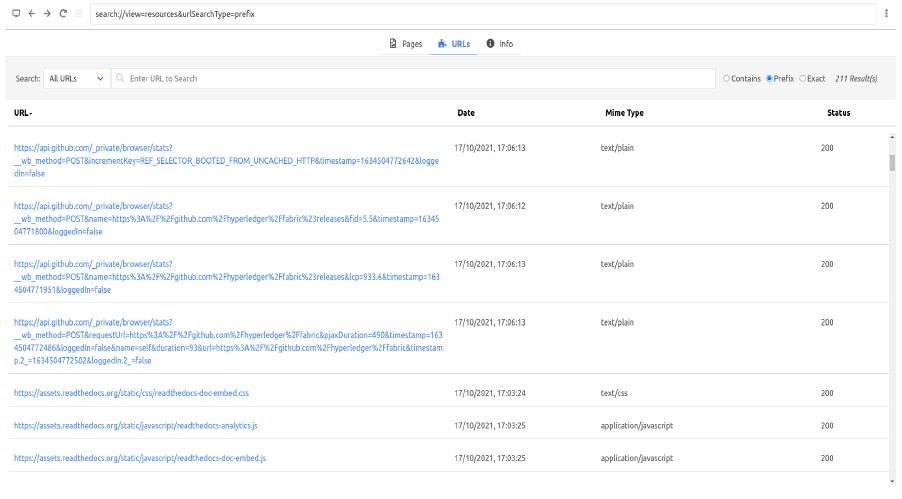 search://view=resources&urlSearchType=prefix
Pages URLs Info
Search: All URLs Enter URL to Search Contains Prefix Exact 211 Result(s)
URL Date Mime Type Status
https://api.github.com/_private/browser/stats? 17/10/2021, 17:06:13 text/plain 200
__wb_method=POST&incrementKey=REF_SELECTOR_BOOTED_FROM_UNCACHED_HTTP&timestamp=1634504772642&logge
dIn=false
https://api.github.com/_private/browser/stats? 17/10/2021, 17:06:12 text/plain 200
__wb_method=POST&name=https%3A%2F%2Fgithub.com%2Fhyperledger%2Ffabric%23releases&fid=5.5&timestamp=16345
04771800&loggedIn=false
https://api.github.com/_private/browser/stats? 17/10/2021, 17:06:13 text/plain 200
__wb_method=POST&name=https%3A%2F%2Fgithub.com%2Fhyperledger%2Ffabric%23releases&lcp=933.6&timestamp=163
4504771951&loggedIn=false
https://api.github.com/_private/browser/stats? 17/10/2021, 17:06:13 text/plain 200
__wb_method=POST&requestUrl=https%3A%2F%2Fgithub.com%2Fhyperledger%2Ffabric&pjaxDuration=490&timestamp=163
4504772486&loggedIn=false&name=self&duration=93&url=https%3A%2F%2Fgithub.com%2Fhyperledger%2Ffabric&timestam
p.2_=1634504772502&loggedIn.2_=false
https://assets.readthedocs.org/static/css/readthedocs-doc-embed.css 17/10/2021, 17:03:24 text/css 200
https://assets.readthedocs.org/static/javascript/readthedocs-analytics.js 17/10/2021, 17:03:25 application/javascript 200
https://assets.readthedocs.org/static/javascript/readthedocs-doc-embed.js 17/10/2021, 17:03:25 application/javascript 200